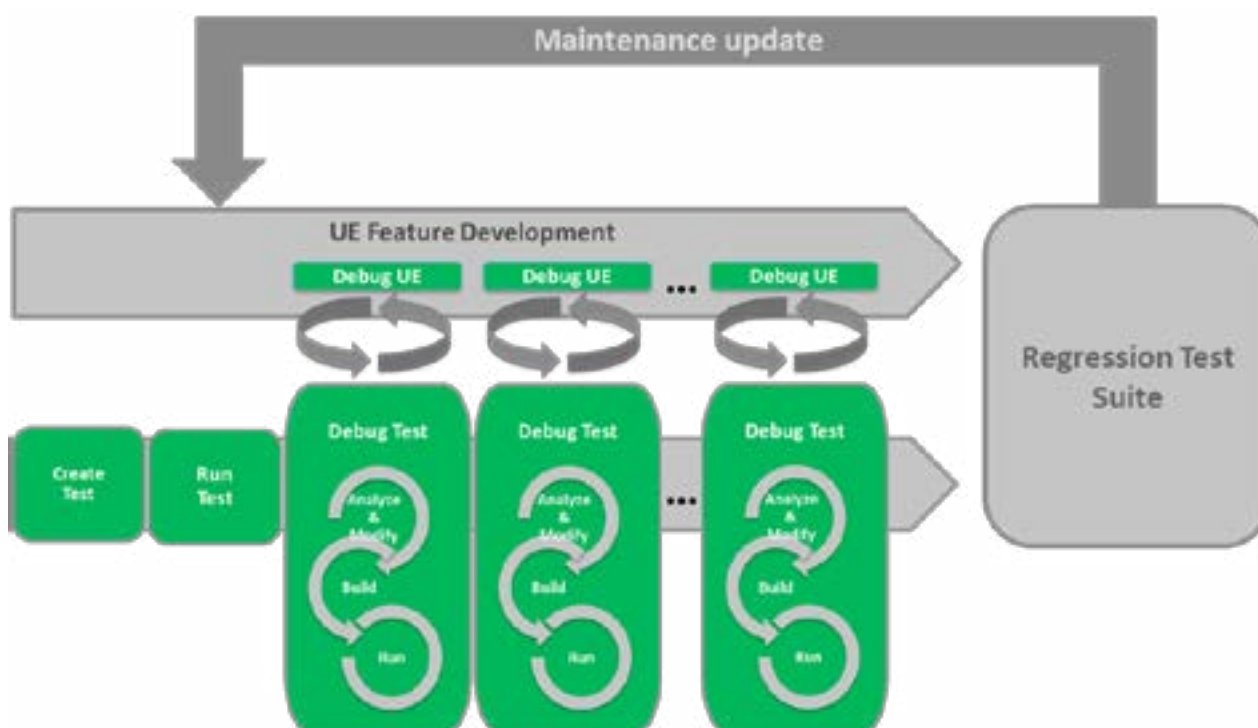 Maintenance update
UE Feature Development
Debug UE
Debug UE
...
Debug UE
Regression Test
Suite
Create
Test
Run
Test
Debug Test
Analyze
&
Modify
Build
Run
Debug Test
Analyze
&
Modify
Build
Run
...
Debug Test
Analyze
&
Modify
Build
Run